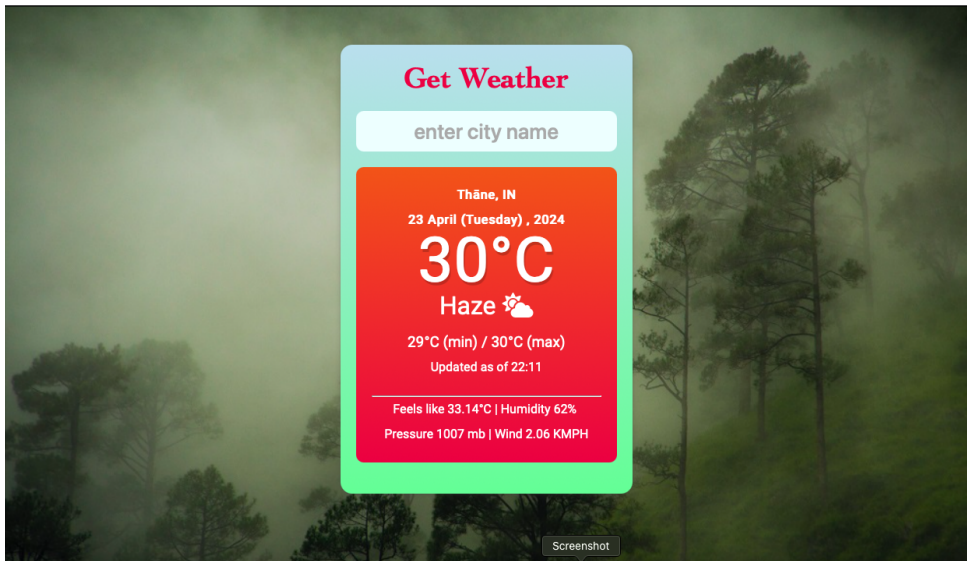 Get Weather
enter city name
Thāne, IN
23 April (Tuesday) , 2024
30°C
Haze
29°C (min) / 30°C (max)
Updated as of 22:11
Feels like 33.14°C | Humidity 62%
Pressure 1007 mb | Wind 2.06 KMPH
Screenshot